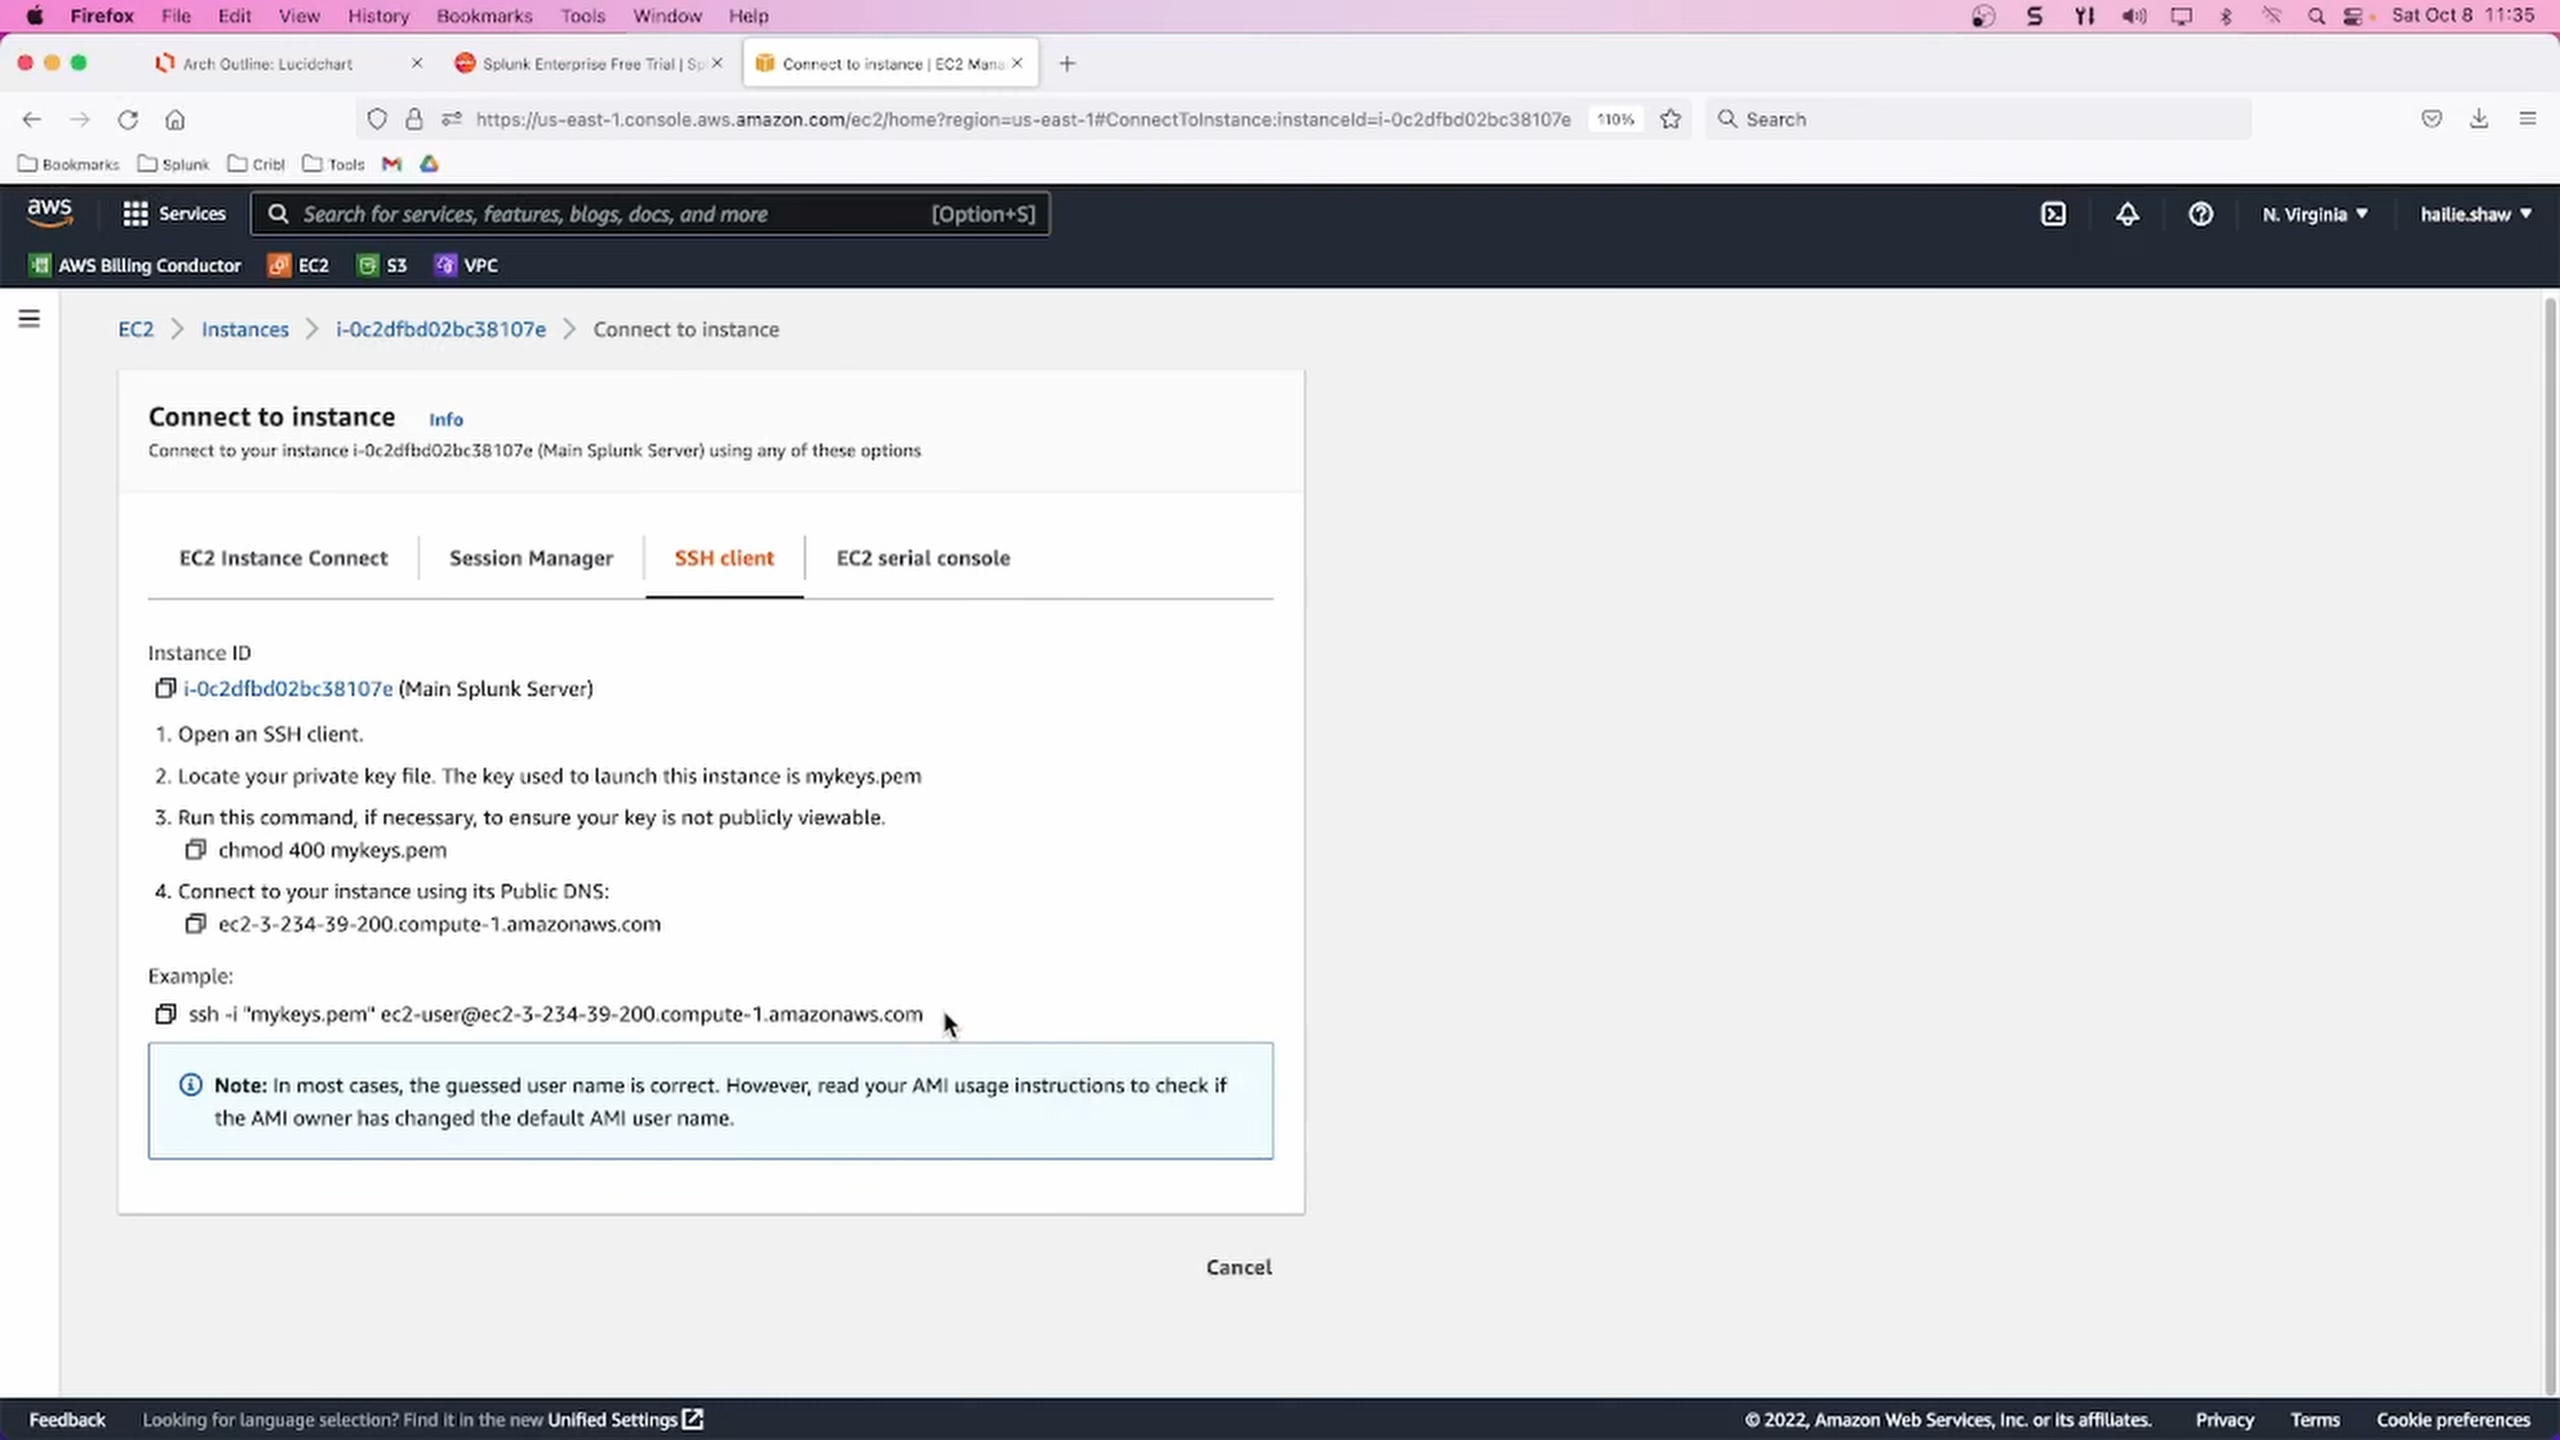 Firefox File Edit View History Bookmarks Tools Window Help Sat Oct 8 11:35
Arch Outline: Lucidchart Splunk Enterprise Free Trial | Sp Connect to instance | EC2 Mana
https://us-east-1.console.aws.amazon.com/ec2/home?region=us-east-1#ConnectToInstance:instanceId=i-0c2dfbd02bc38107e 110% Search
Bookmarks Splunk Cribl Tools
aws Services Search for services, features, blogs, docs, and more [Option+S] N. Virginia hailie.shaw
AWS Billing Conductor EC2 S3 VPC
EC2 Instances i-0c2dfbd02bc38107e Connect to instance
Connect to instance Info
Connect to your instance i-0c2dfbd02bc38107e (Main Splunk Server) using any of these options
EC2 Instance Connect Session Manager SSH client EC2 serial console
Instance ID
i-0c2dfbd02bc38107e (Main Splunk Server)
1. Open an SSH client.
2. Locate your private key file. The key used to launch this instance is mykeys.pem
3. Run this command, if necessary, to ensure your key is not publicly viewable.
chmod 400 mykeys.pem
4. Connect to your instance using its Public DNS:
ec2-3-234-39-200.compute-1.amazonaws.com
Example:
ssh -i "mykeys.pem" ec2-user@ec2-3-234-39-200.compute-1.amazonaws.com
Note: In most cases, the guessed user name is correct. However, read your AMI usage instructions to check if
the AMI owner has changed the default AMI user name.
Cancel
Feedback Looking for language selection? Find it in the new Unified Settings © 2022, Amazon Web Services, Inc. or its affiliates. Privacy Terms Cookie preferences